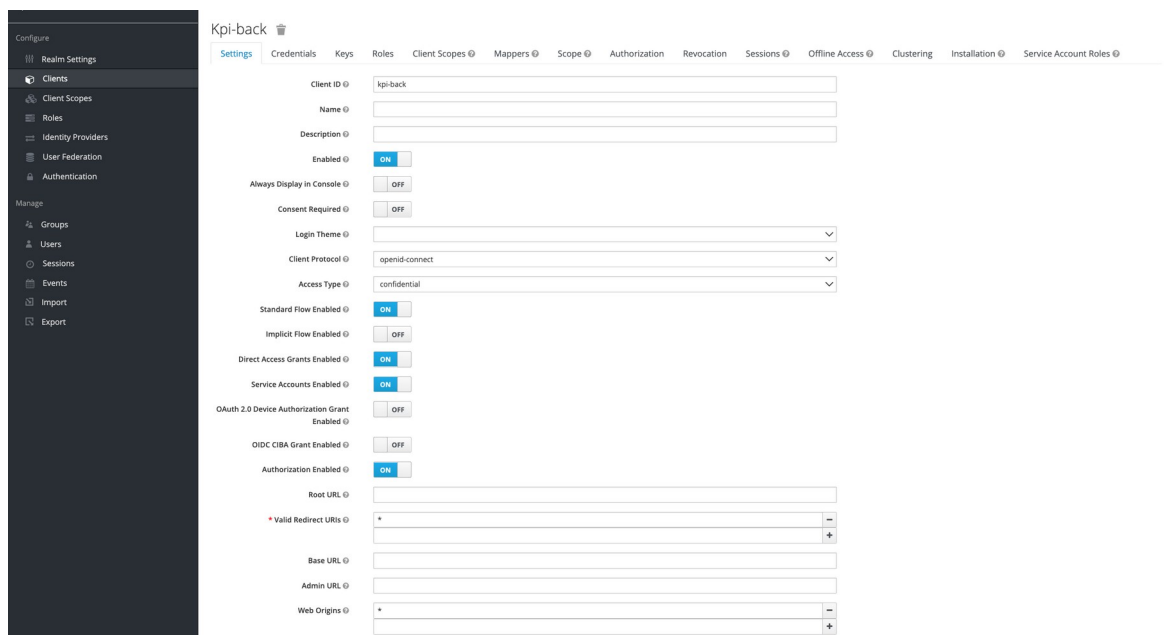 Configure
Realm Settings
Clients
Client Scopes
Roles
Identity Providers
User Federation
Authentication
Manage
Groups
Users
Sessions
Events
Import
Export
Kpi-back
Settings Credentials Keys Roles Client Scopes Mappers Scope Authorization Revocation Sessions Offline Access Clustering Installation Service Account Roles
Client ID kpi-back
Name
Description
Enabled ON
Always Display in Console OFF
Consent Required OFF
Login Theme
Client Protocol openid-connect
Access Type confidential
Standard Flow Enabled ON
Implicit Flow Enabled OFF
Direct Access Grants Enabled ON
Service Accounts Enabled ON
OAuth 2.0 Device Authorization Grant
Enabled OFF
OIDC CIBA Grant Enabled OFF
Authorization Enabled ON
Root URL
* Valid Redirect URIs * −
+
Base URL
Admin URL
Web Origins * −
+